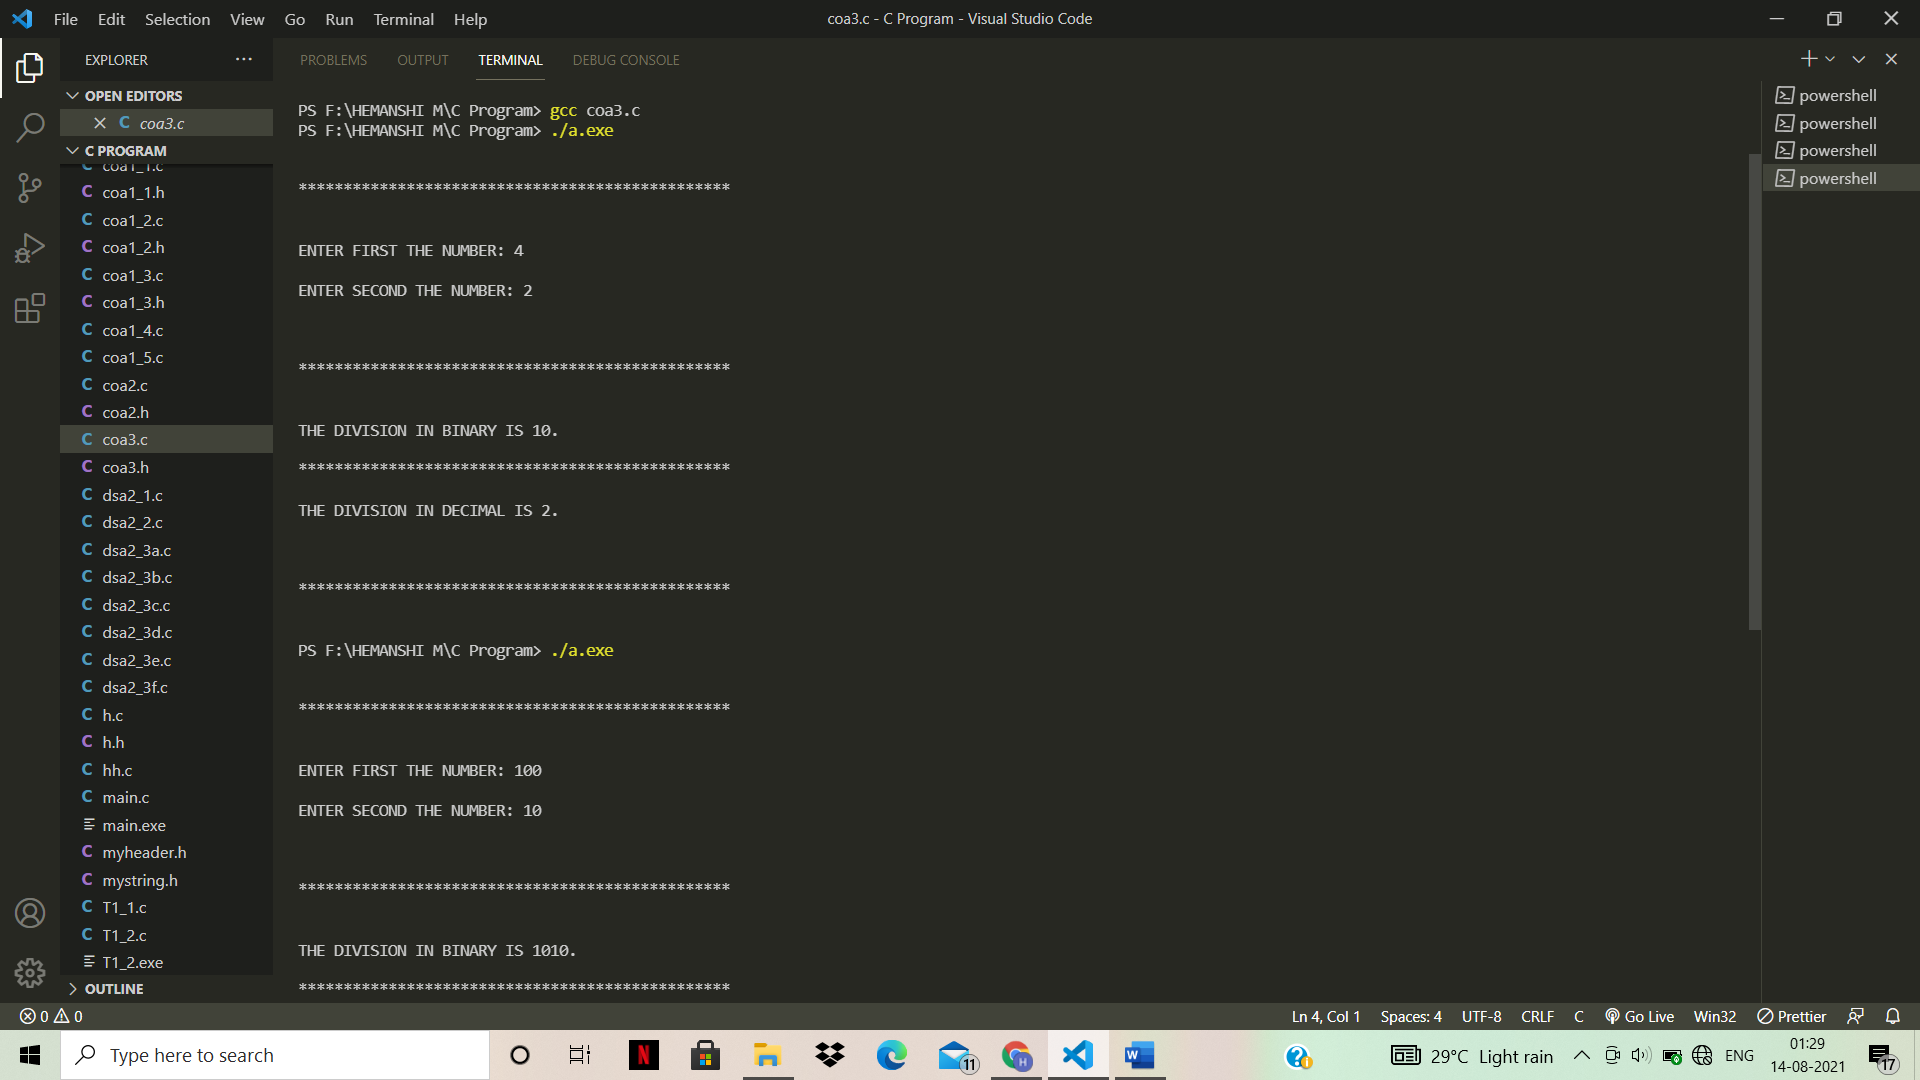 File Edit Selection View Go Run Terminal Help
coa3.c - C Program - Visual Studio Code
EXPLORER
OPEN EDITORS
C coa3.c
C PROGRAM
C coa1_1.c
C coa1_1.h
C coa1_2.c
C coa1_2.h
C coa1_3.c
C coa1_3.h
C coa1_4.c
C coa1_5.c
C coa2.c
C coa2.h
C coa3.c
C coa3.h
C dsa2_1.c
C dsa2_2.c
C dsa2_3a.c
C dsa2_3b.c
C dsa2_3c.c
C dsa2_3d.c
C dsa2_3e.c
C dsa2_3f.c
C h.c
C h.h
C hh.c
C main.c
main.exe
C myheader.h
C mystring.h
C T1_1.c
C T1_2.c
T1_2.exe
OUTLINE
PROBLEMS OUTPUT TERMINAL DEBUG CONSOLE
PS F:\HEMANSHI M\C Program> gcc coa3.c
PS F:\HEMANSHI M\C Program> ./a.exe
************************************************
ENTER FIRST THE NUMBER: 4
ENTER SECOND THE NUMBER: 2
************************************************
THE DIVISION IN BINARY IS 10.
************************************************
THE DIVISION IN DECIMAL IS 2.
************************************************
PS F:\HEMANSHI M\C Program> ./a.exe
************************************************
ENTER FIRST THE NUMBER: 100
ENTER SECOND THE NUMBER: 10
************************************************
THE DIVISION IN BINARY IS 1010.
************************************************
powershell
powershell
powershell
powershell
0 0
Ln 4, Col 1 Spaces: 4 UTF-8 CRLF C Go Live Win32 Prettier
Type here to search
N
11
H
W
29°C Light rain
ENG
01:29
14-08-2021
17